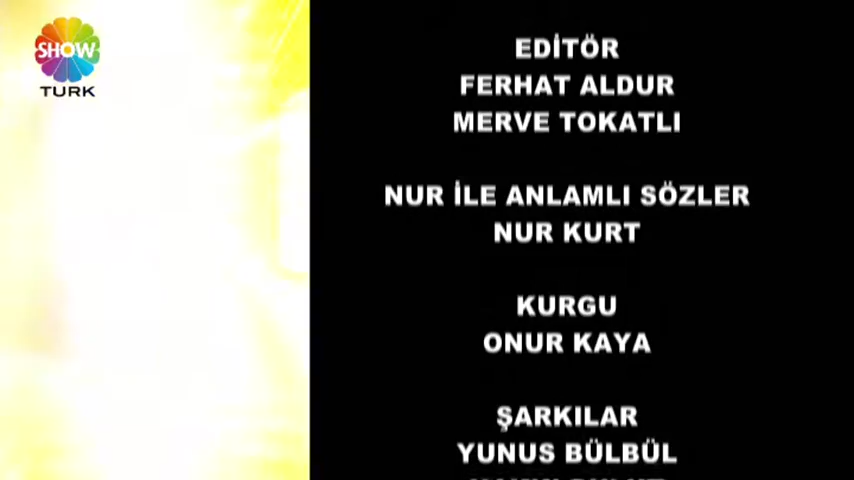 SHOW
TURK
EDİTÖR
FERHAT ALDUR
MERVE TOKATLI
NUR İLE ANLAMLI SÖZLER
NUR KURT
KURGU
ONUR KAYA
ŞARKILAR
YUNUS BÜLBÜL